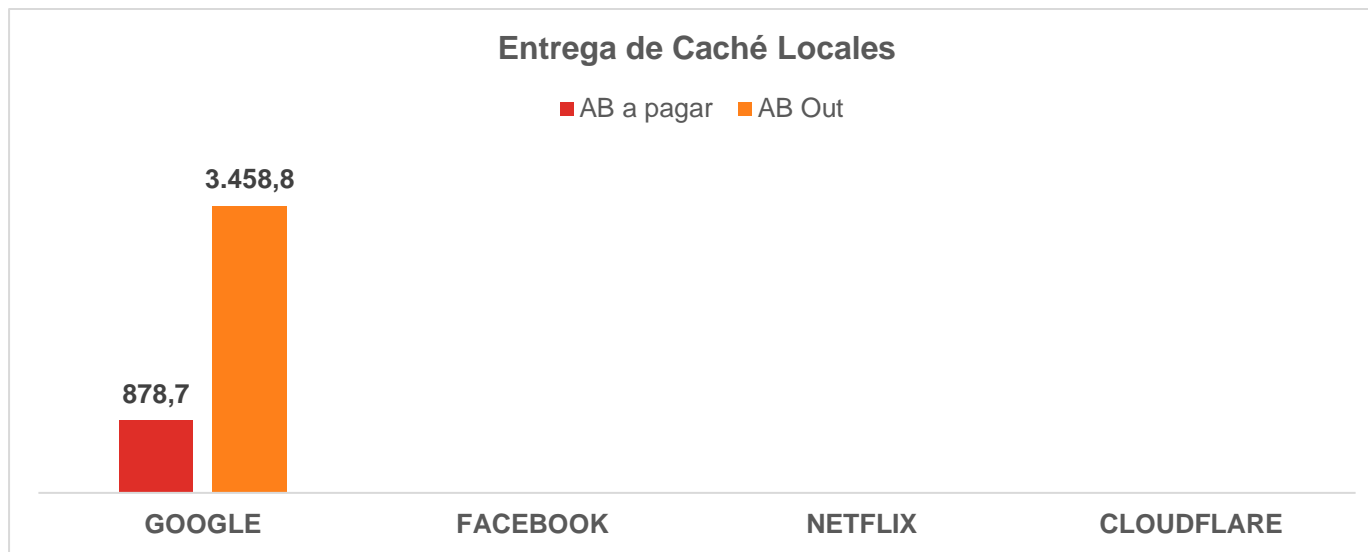 Entrega de Caché Locales
AB a pagar AB Out
3.458,8
878,7
GOOGLE FACEBOOK NETFLIX CLOUDFLARE